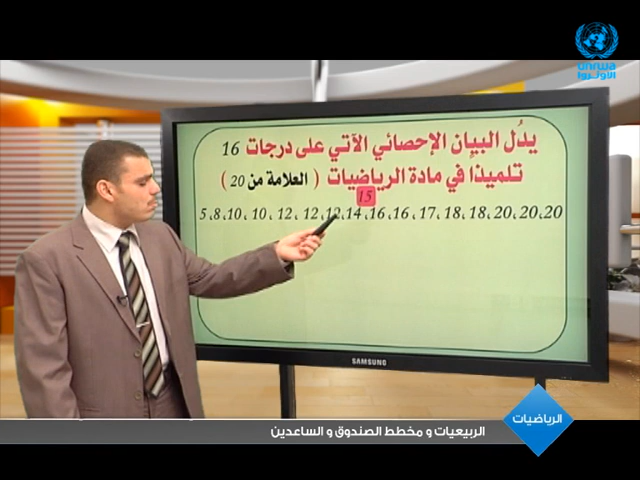 unrwa
الأونروا
يدُل البيان الإحصائي الآتي على درجات 16
تلميذاً في مادة الرياضيات ( العلامة من 20 )
15
5،8،10، 10، 12، 12،12،14،16،16، 17، 18،18، 20،20،20
SAMSUNG
الرياضيات
الربيعيات و مخطط الصندوق و الساعدين